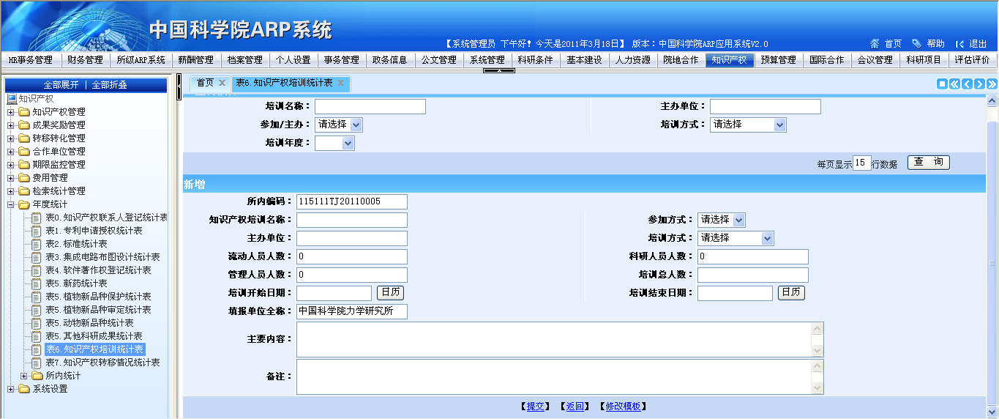 中国科学院ARP系统
【系统管理员 下午好！今天是2011年3月18日】 版本：中国科学院ARP应用系统V2.0 首页 帮助 退出
HR事务管理 财务管理 所级ARP系统 薪酬管理 档案管理 个人设置 事务管理 政务信息 公文管理 系统管理 科研条件 基本建设 人力资源 院地合作 知识产权 预算管理 国际合作 会议管理 科研项目 评估评价
全部展开 | 全部折叠
知识产权
知识产权管理
成果奖励管理
转移转化管理
合作单位管理
期限监控管理
费用管理
检索统计管理
年度统计
表0.知识产权联系人登记统计表
表1.专利申请授权统计表
表2.标准统计表
表3.集成电路布图设计统计表
表4.软件著作权登记统计表
表5.新药统计表
表5.植物新品种保护统计表
表5.植物新品种审定统计表
表5.动物新品种统计表
表5.其他科研成果统计表
表6.知识产权培训统计表
表7.知识产权转移情况统计表
所内统计
系统设置
首页 表6.知识产权培训统计表
培训名称： 主办单位：
参加/主办： 请选择 培训方式： 请选择
培训年度：
每页显示 15 行数据 查 询
新增
所内编码： 115111TJ20110005
知识产权培训名称： 参加方式： 请选择
主办单位： 培训方式： 请选择
流动人员人数： 0 科研人员人数： 0
管理人员人数： 0 培训总人数：
培训开始日期： 日历 培训结束日期： 日历
填报单位全称： 中国科学院力学研究所
主要内容：
备注：
【提交】 【返回】 【修改模板】